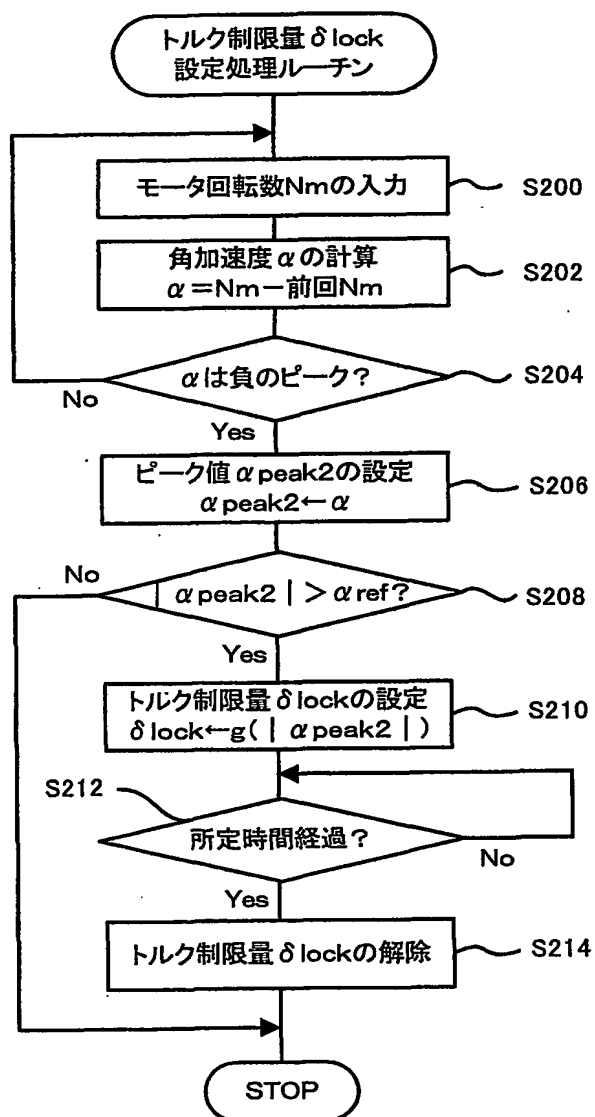 トルク制限量δlock
設定処理ルーチン
モータ回転数Nmの入力
S200
角加速度αの計算
α=Nm-前回Nm
S202
αは負のピーク?
S204
No
Yes
ピーク値αpeak2の設定
αpeak2←α
S206
No
|αpeak2|>αref?
S208
Yes
トルク制限量δlockの設定
δlock←g(|αpeak2|)
S210
S212
所定時間経過?
No
Yes
トルク制限量δlockの解除
S214
STOP